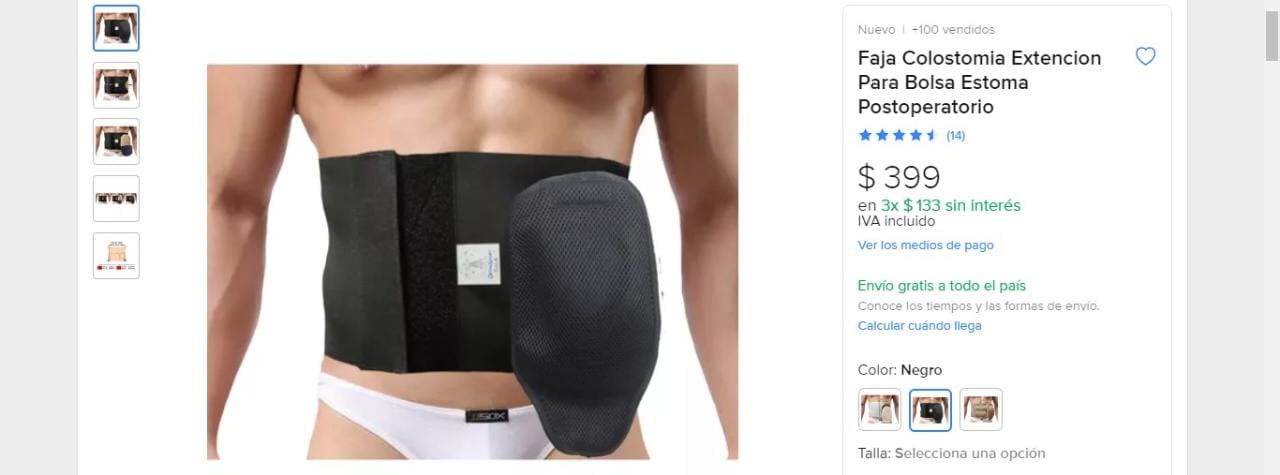 Nuevo | +100 vendidos
Faja Colostomia Extencion
Para Bolsa Estoma
Postoperatorio
(14)
$ 399
en 3x $ 133 sin interés
IVA incluido
Ver los medios de pago
Envío gratis a todo el país
Conoce los tiempos y las formas de envío.
Calcular cuándo llega
Color: Negro
Talla: Selecciona una opción